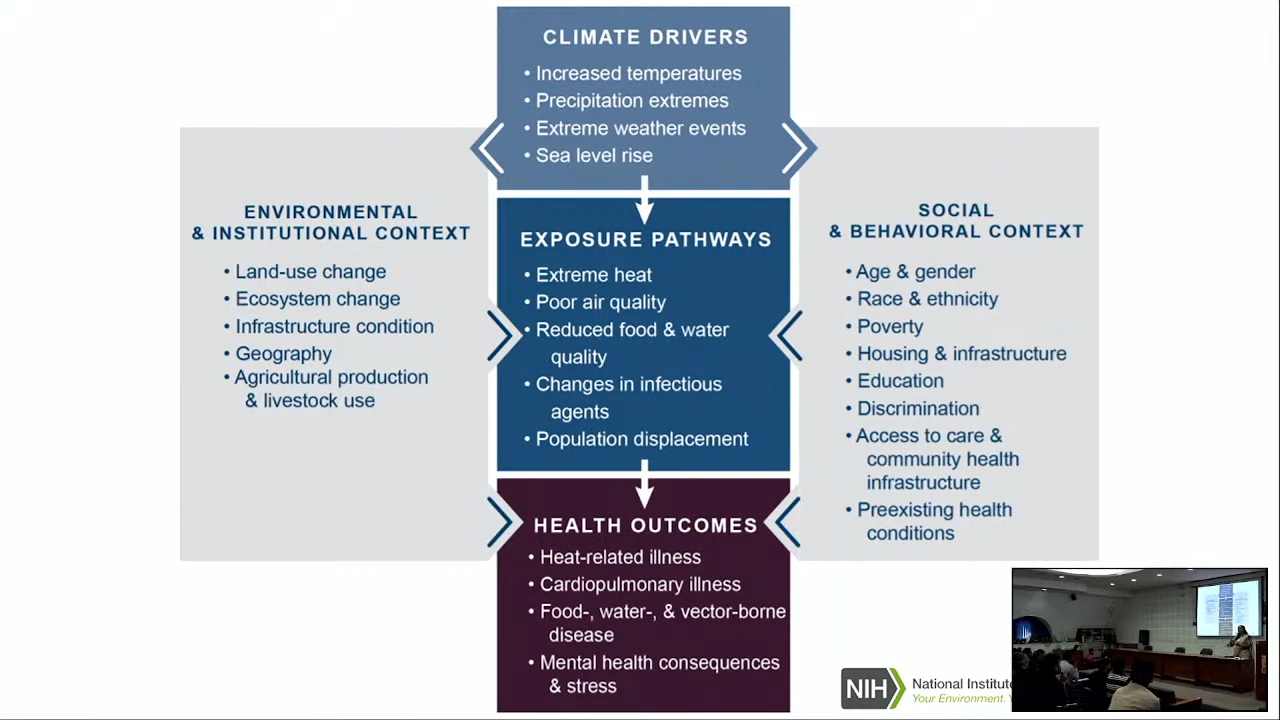 CLIMATE DRIVERS
• Increased temperatures
• Precipitation extremes
• Extreme weather events
• Sea level rise
ENVIRONMENTAL
& INSTITUTIONAL CONTEXT
• Land-use change
• Ecosystem change
• Infrastructure condition
• Geography
• Agricultural production
& livestock use
EXPOSURE PATHWAYS
• Extreme heat
• Poor air quality
• Reduced food & water
quality
• Changes in infectious
agents
• Population displacement
SOCIAL
& BEHAVIORAL CONTEXT
• Age & gender
• Race & ethnicity
• Poverty
• Housing & infrastructure
• Education
• Discrimination
• Access to care &
community health
infrastructure
• Preexisting health
conditions
HEALTH OUTCOMES
• Heat-related illness
• Cardiopulmonary illness
• Food-, water-, & vector-borne
disease
• Mental health consequences
& stress
NIH
National Institute
Your Environment.